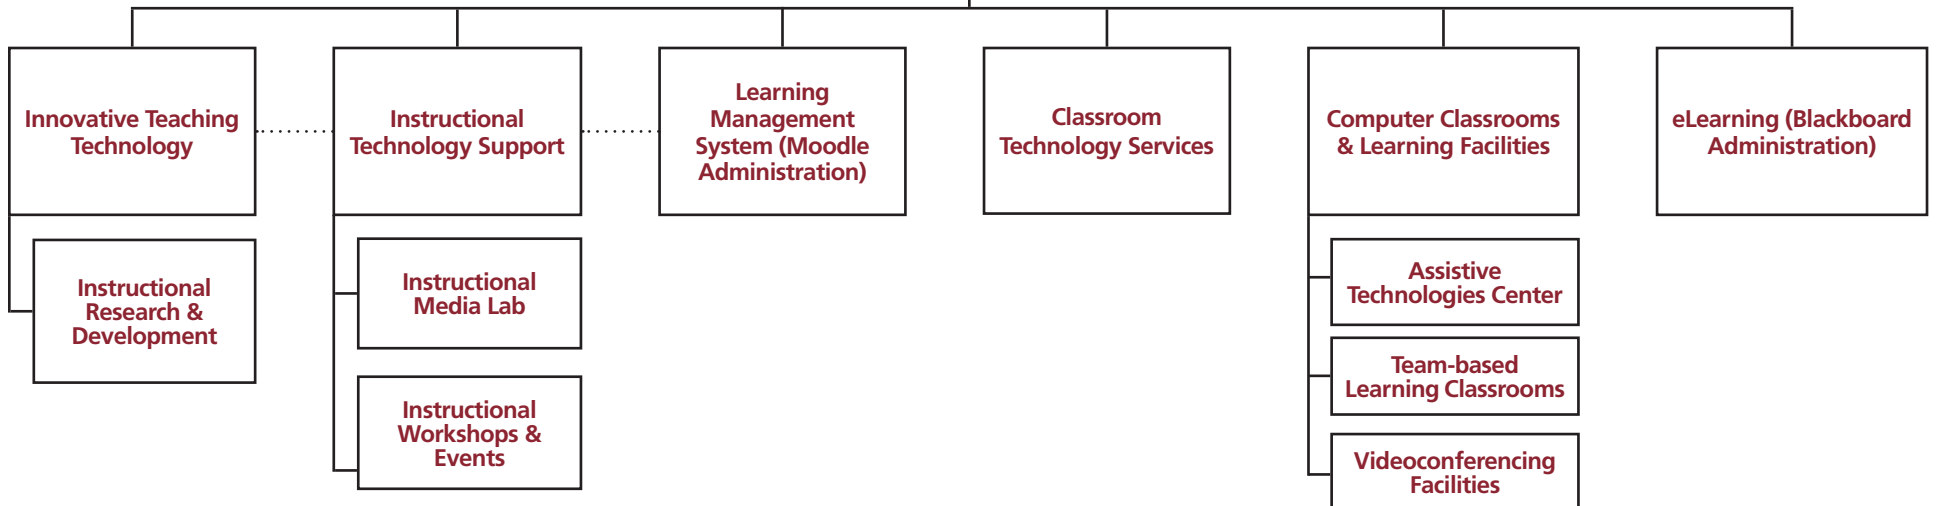 Innovative Teaching
Technology
Instructional
Technology Support
Learning
Management
System (Moodle
Administration)
Classroom
Technology Services
Computer Classrooms
& Learning Facilities
eLearning (Blackboard
Administration)
Instructional
Research &
Development
Instructional
Media Lab
Instructional
Workshops &
Events
Assistive
Technologies Center
Team-based
Learning Classrooms
Videoconferencing
Facilities